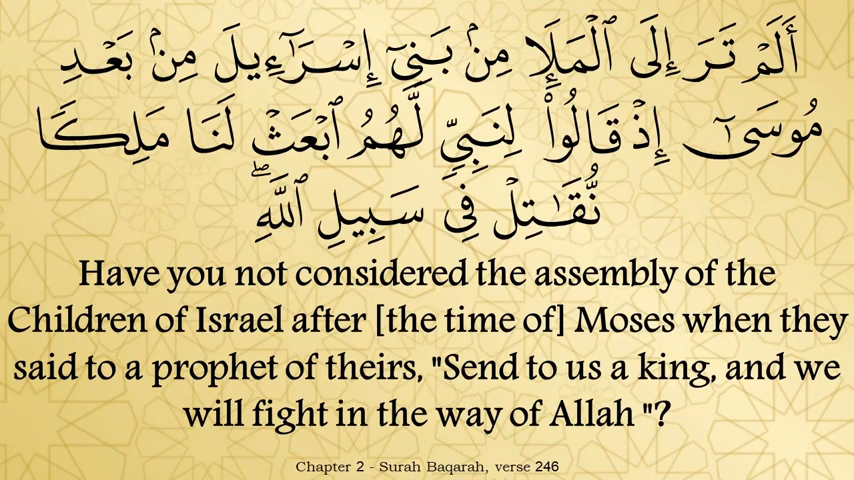 أَلَمْ تَرَ إِلَى ٱلْمَلَإِ مِنۢ بَنِىٓ إِسْرَٰٓءِيلَ مِنۢ بَعْدِ
مُوسَىٰٓ إِذْ قَالُوا۟ لِنَبِىٍّ لَّهُمُ ٱبْعَثْ لَنَا مَلِكًا
نُّقَـٰتِلْ فِى سَبِيلِ ٱللَّهِ ۖ
Have you not considered the assembly of the
Children of Israel after [the time of] Moses when they
said to a prophet of theirs, "Send to us a king, and we
will fight in the way of Allah "?
Chapter 2 - Surah Baqarah, verse 246